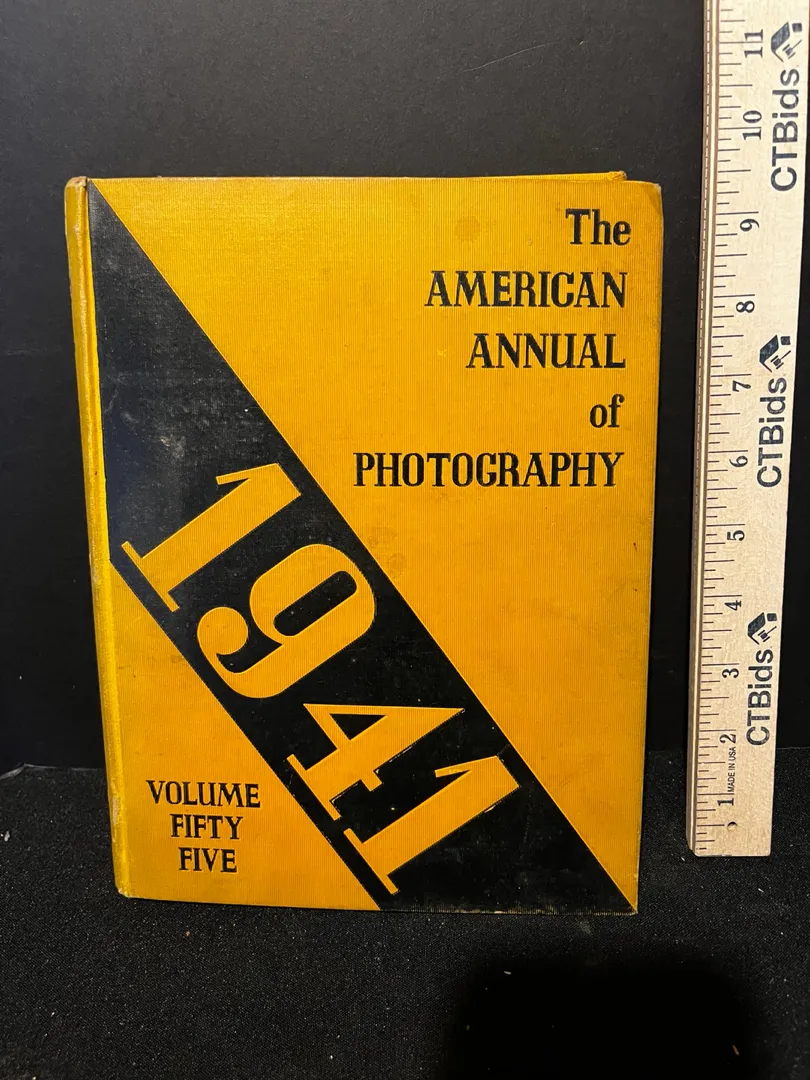 The
AMERICAN
ANNUAL
of
PHOTOGRAPHY
1941
VOLUME
FIFTY
FIVE
11
10
CTBids
9
8
7
CTBids
6
5
4
3
CTBids
2
MADE IN USA
1